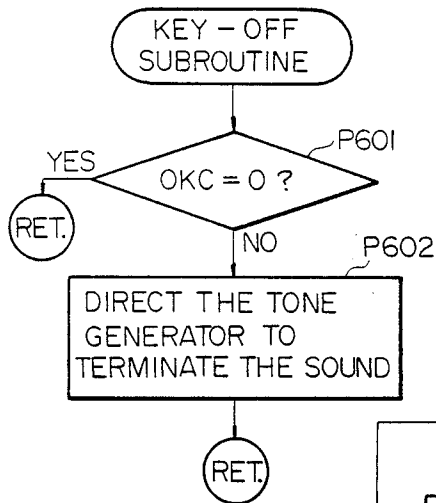 KEY-OFF
SUBROUTINE
P601
YES
OKC = 0 ?
RET.
NO
P602
DIRECT THE TONE
GENERATOR TO
TERMINATE THE SOUND
RET.